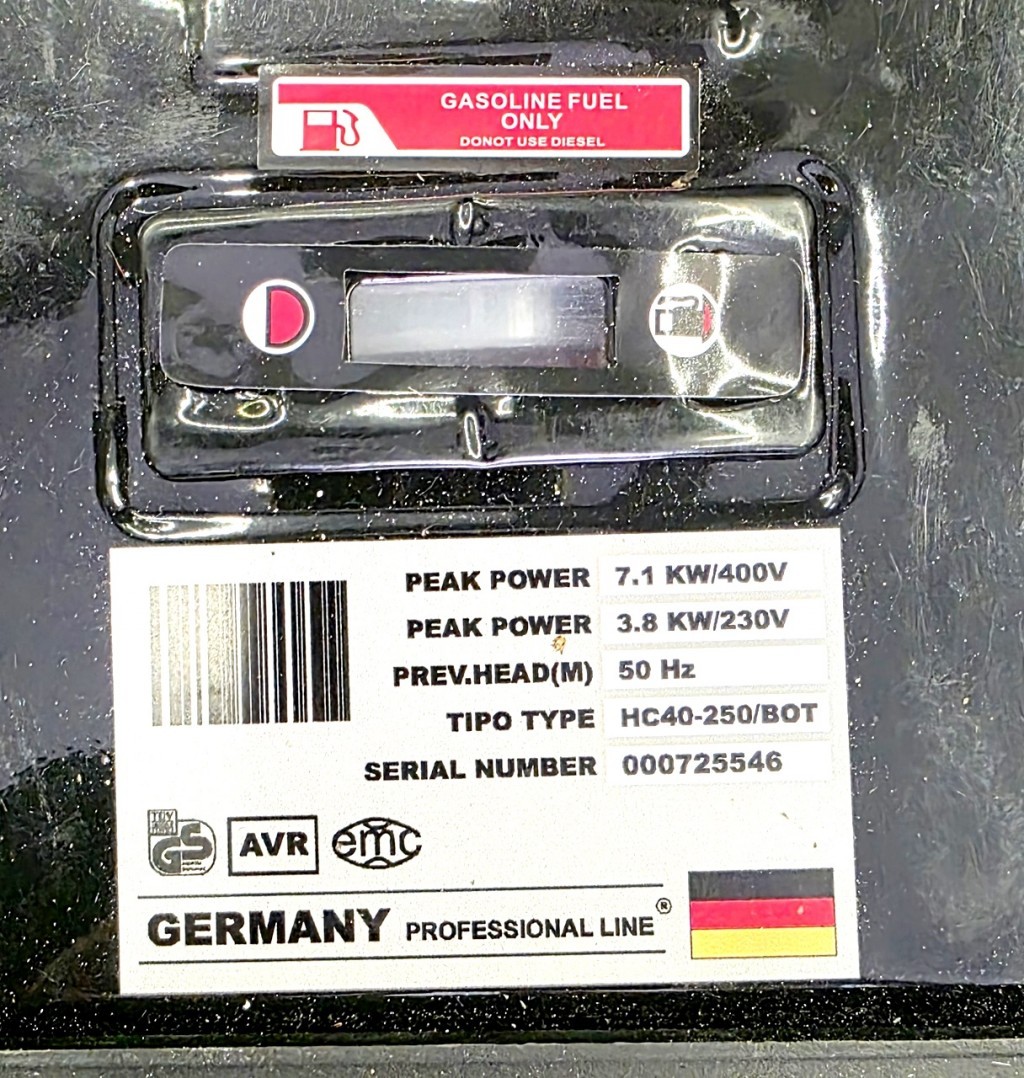 GASOLINE FUEL
ONLY
DONOT USE DIESEL
PEAK POWER 7.1 KW/400V
PEAK POWER 3.8 KW/230V
PREV.HEAD(M) 50 Hz
TIPO TYPE HC40-250/BOT
SERIAL NUMBER 000725546
TÜV
GS
AVR
emc
GERMANY PROFESSIONAL LINE®